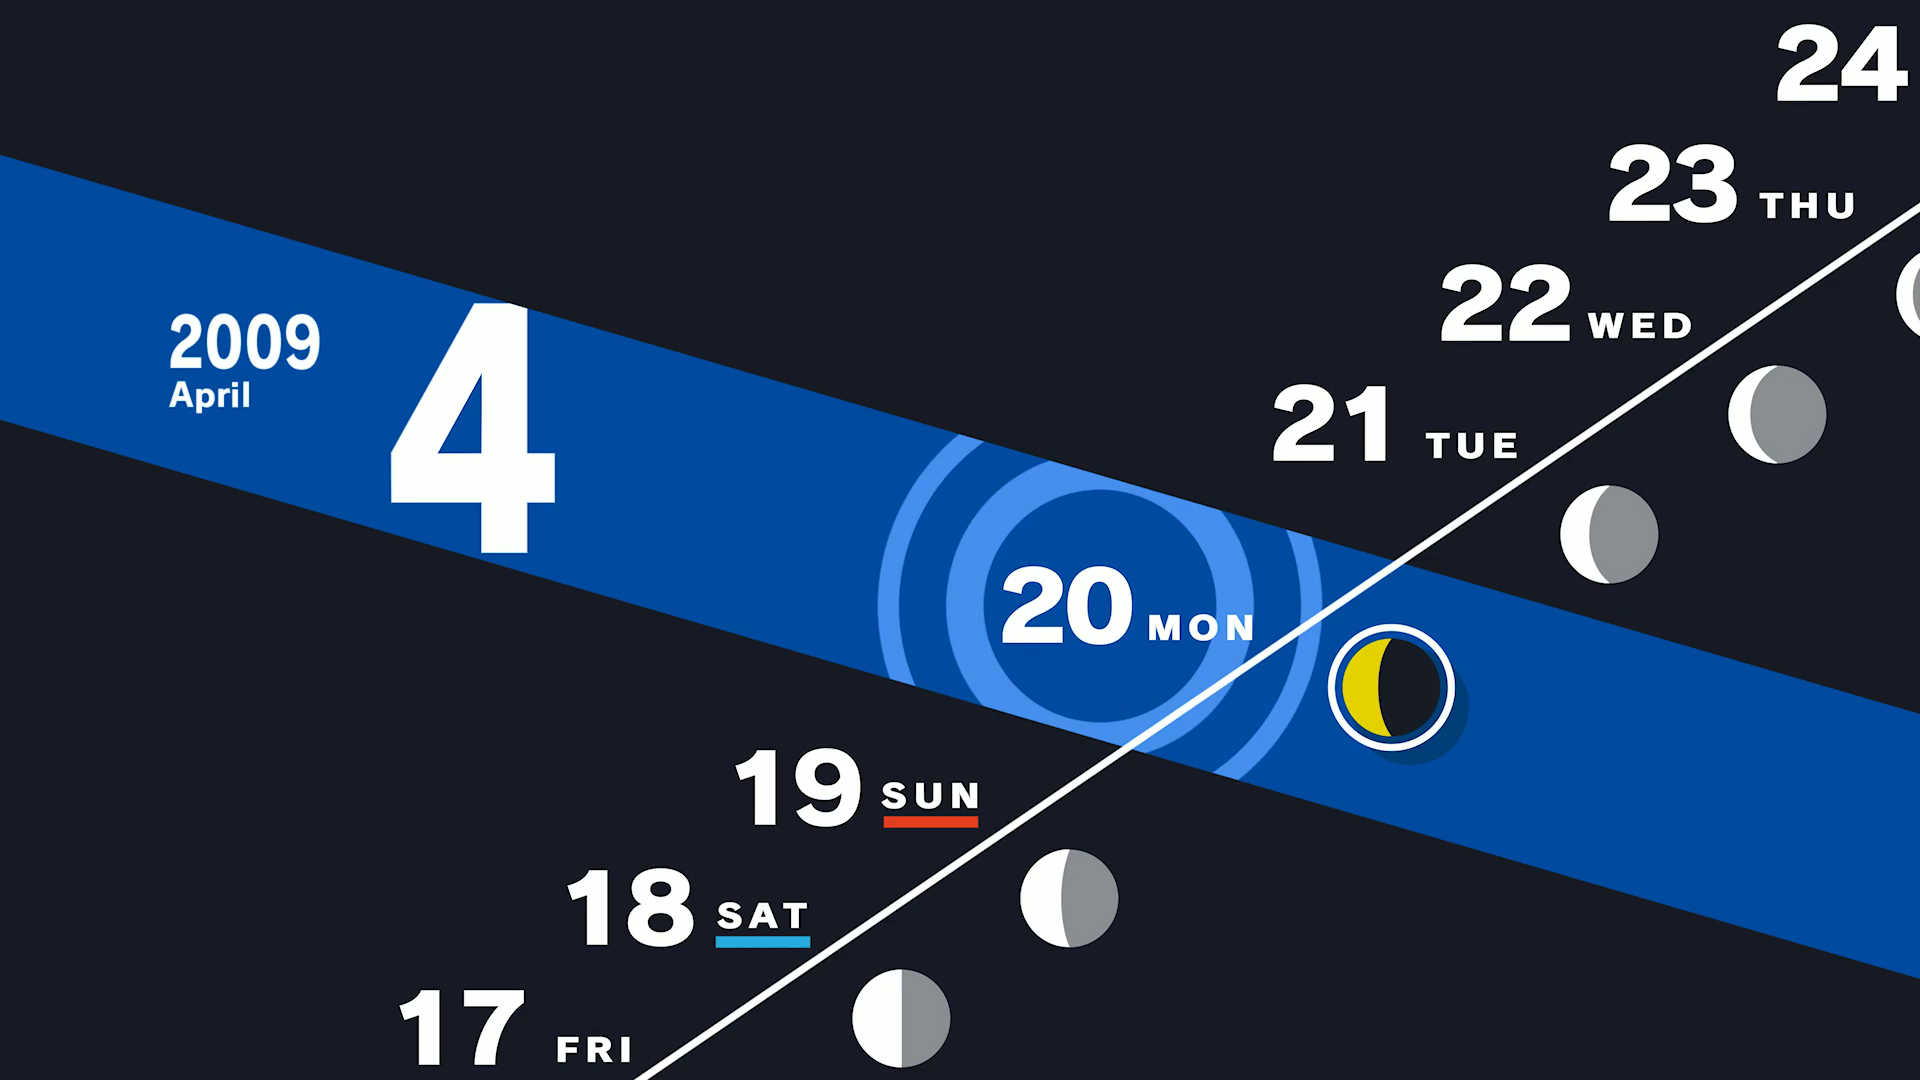 24
23 THU
22 WED
21 TUE
2009
April
4
20 MON
19 SUN
18 SAT
17 FRI